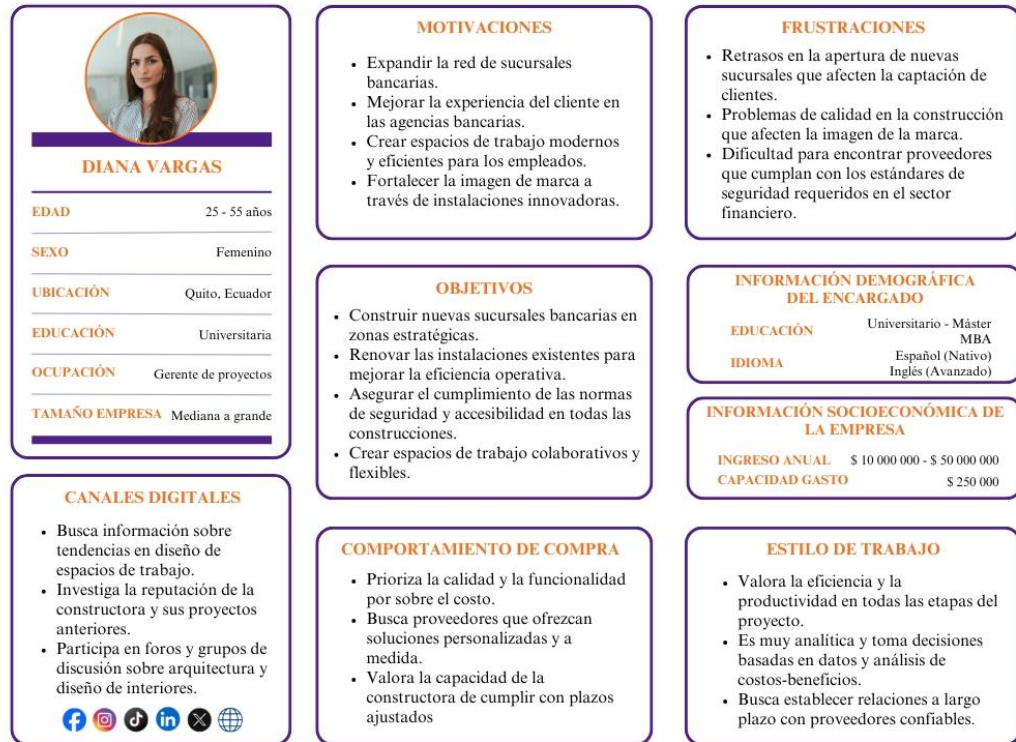 DIANA VARGAS
EDAD 25 - 55 años
SEXO Femenino
UBICACIÓN Quito, Ecuador
EDUCACIÓN Universitaria
OCUPACIÓN Gerente de proyectos
TAMAÑO EMPRESA Mediana a grande
CANALES DIGITALES
• Busca información sobre
tendencias en diseño de
espacios de trabajo.
• Investiga la reputación de la
constructora y sus proyectos
anteriores.
• Participa en foros y grupos de
discusión sobre arquitectura y
diseño de interiores.
MOTIVACIONES
• Expandir la red de sucursales
bancarias.
• Mejorar la experiencia del cliente en
las agencias bancarias.
• Crear espacios de trabajo modernos
y eficientes para los empleados.
• Fortalecer la imagen de marca a
través de instalaciones innovadoras.
OBJETIVOS
• Construir nuevas sucursales bancarias en
zonas estratégicas.
• Renovar las instalaciones existentes para
mejorar la eficiencia operativa.
• Asegurar el cumplimiento de las normas
de seguridad y accesibilidad en todas las
construcciones.
• Crear espacios de trabajo colaborativos y
flexibles.
COMPORTAMIENTO DE COMPRA
• Prioriza la calidad y la funcionalidad
por sobre el costo.
• Busca proveedores que ofrezcan
soluciones personalizadas y a
medida.
• Valora la capacidad de la
constructora de cumplir con plazos
ajustados
FRUSTRACIONES
• Retrasos en la apertura de nuevas
sucursales que afecten la captación de
clientes.
• Problemas de calidad en la construcción
que afecten la imagen de la marca.
• Dificultad para encontrar proveedores
que cumplan con los estándares de
seguridad requeridos en el sector
financiero.
INFORMACIÓN DEMOGRÁFICA
DEL ENCARGADO
EDUCACIÓN Universitario - Máster
MBA
IDIOMA Español (Nativo)
Inglés (Avanzado)
INFORMACIÓN SOCIOECONÓMICA DE
LA EMPRESA
INGRESO ANUAL $ 10 000 000 - $ 50 000 000
CAPACIDAD GASTO $ 250 000
ESTILO DE TRABAJO
• Valora la eficiencia y la
productividad en todas las etapas del
proyecto.
• Es muy analítica y toma decisiones
basadas en datos y análisis de
costos-beneficios.
• Busca establecer relaciones a largo
plazo con proveedores confiables.